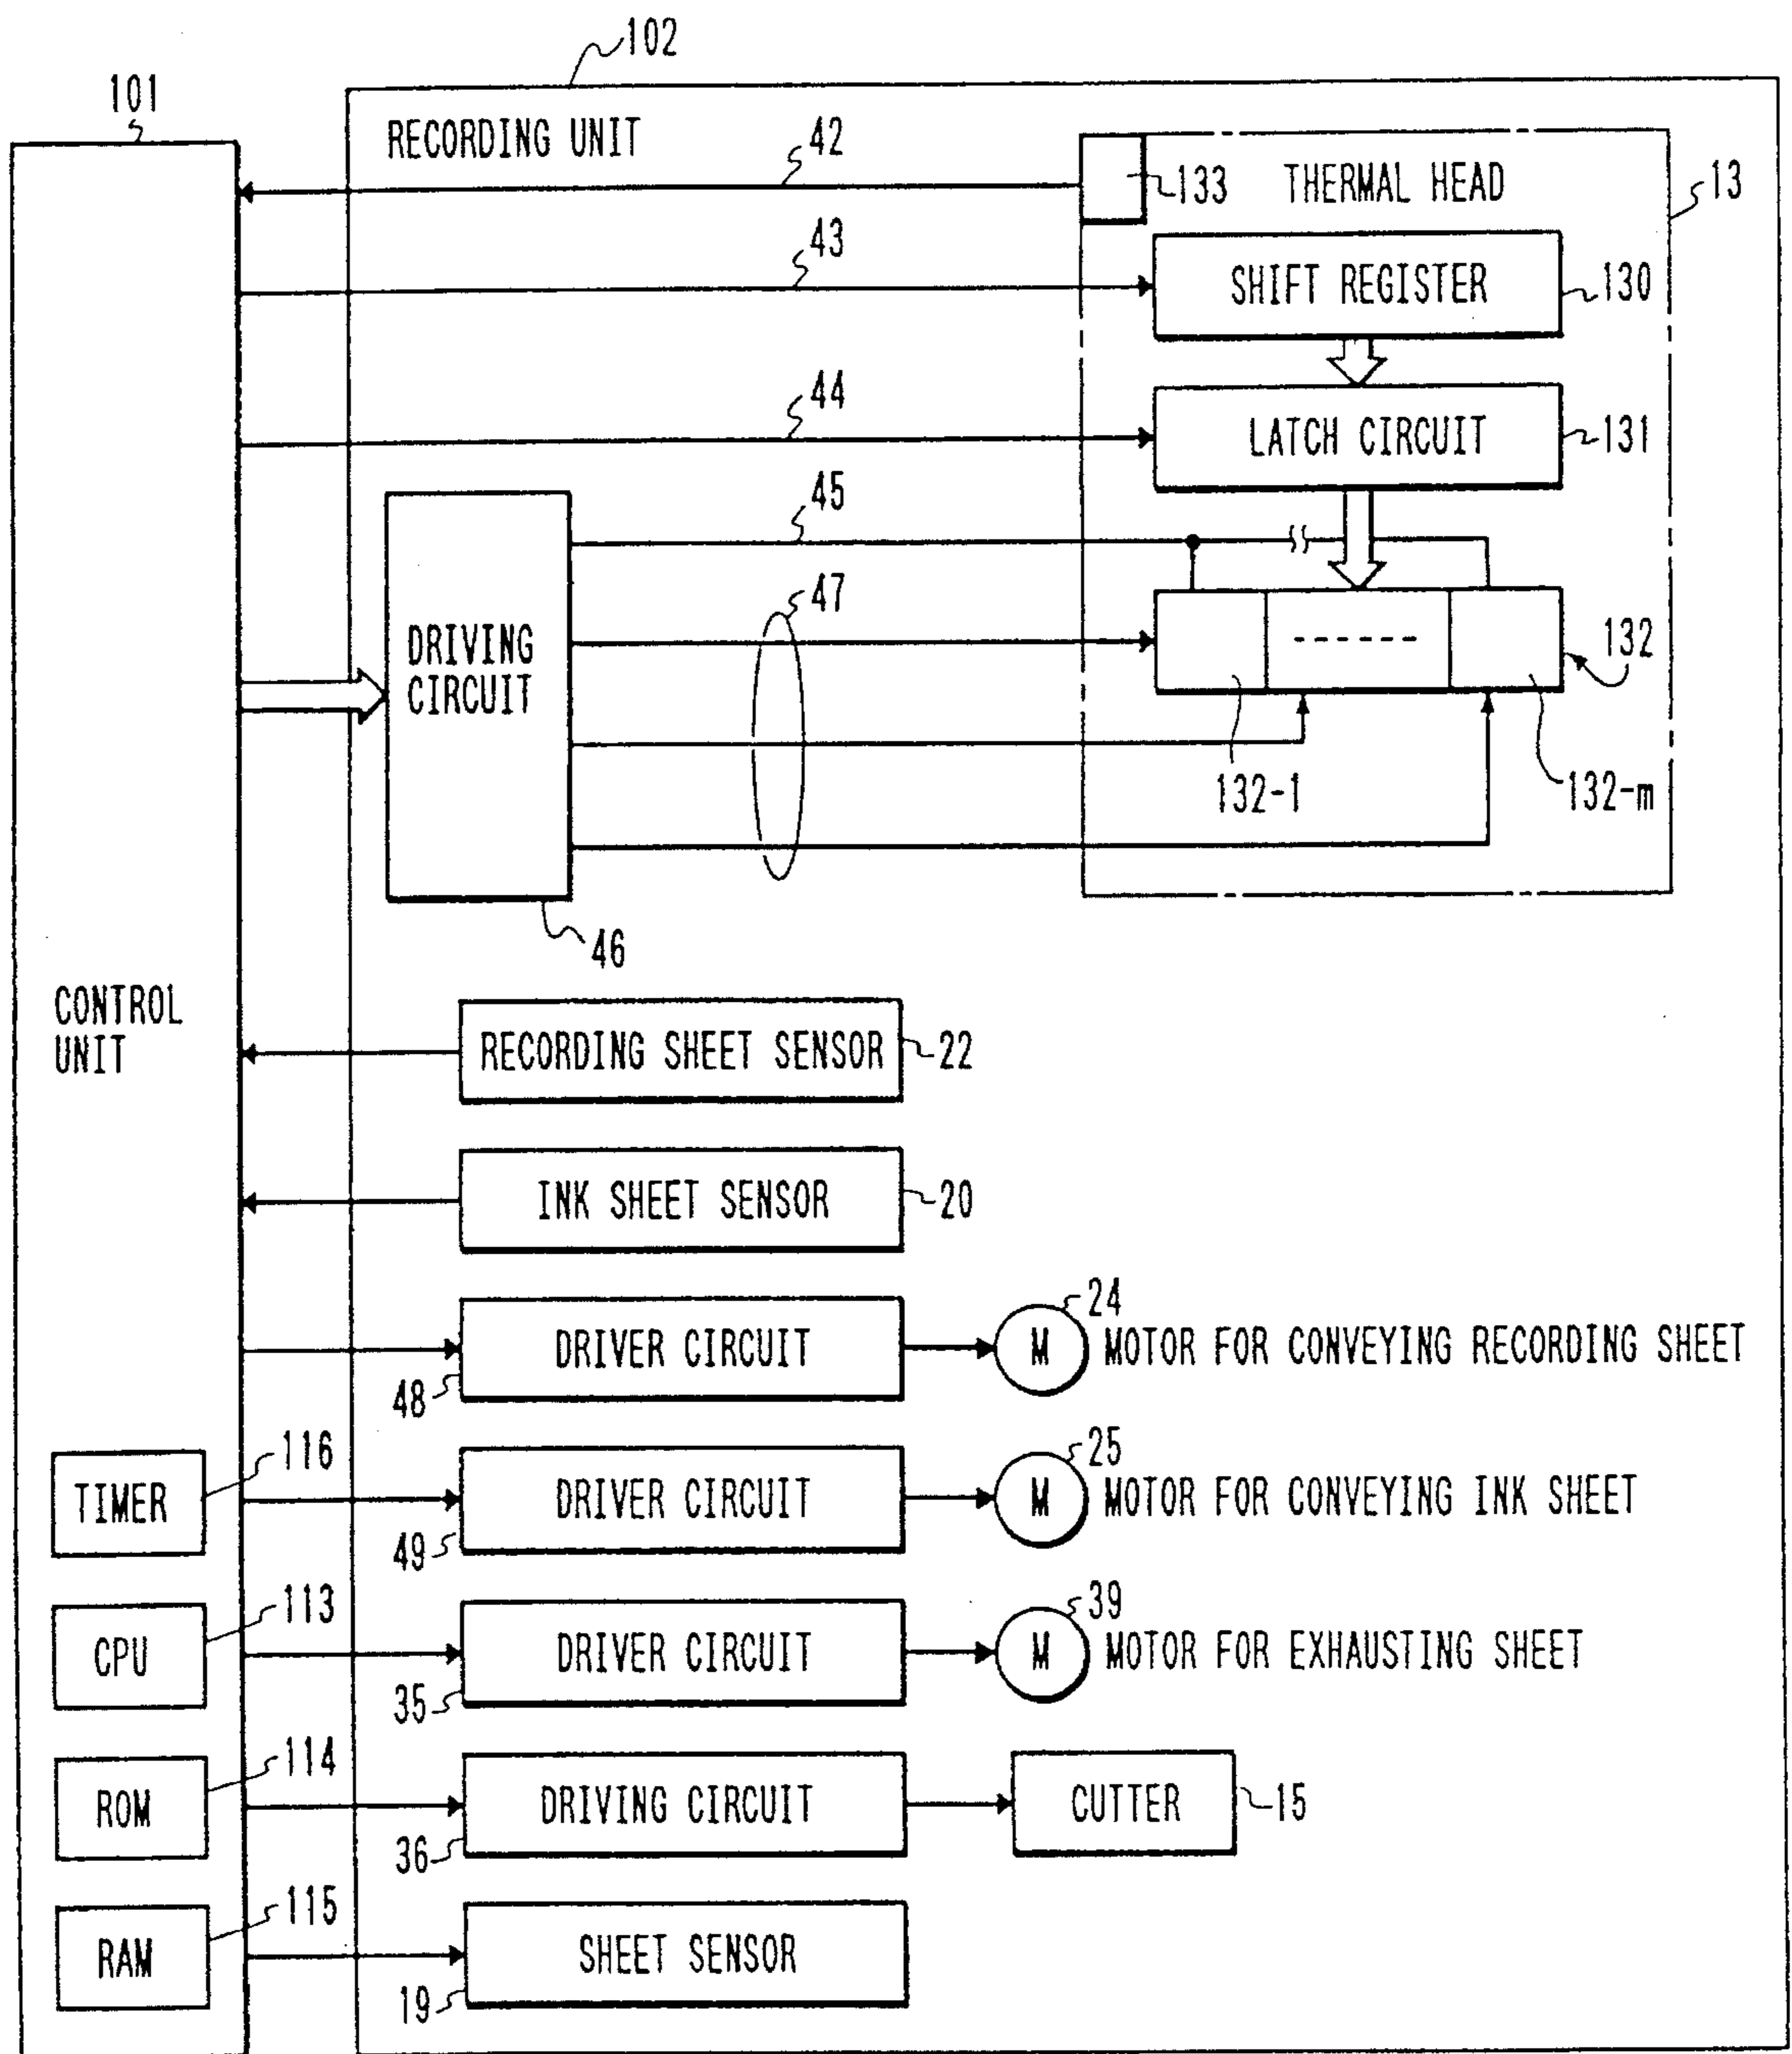 102
101
RECORDING UNIT
42
133
THERMAL HEAD
13
43
SHIFT REGISTER
130
44
LATCH CIRCUIT
131
45
47
DRIVING
CIRCUIT
132
132-1
132-m
46
CONTROL
UNIT
RECORDING SHEET SENSOR
22
INK SHEET SENSOR
20
DRIVER CIRCUIT
48
M
24
MOTOR FOR CONVEYING RECORDING SHEET
TIMER
116
DRIVER CIRCUIT
49
M
25
MOTOR FOR CONVEYING INK SHEET
CPU
113
DRIVER CIRCUIT
35
M
39
MOTOR FOR EXHAUSTING SHEET
ROM
114
DRIVING CIRCUIT
36
CUTTER
15
RAM
115
SHEET SENSOR
19